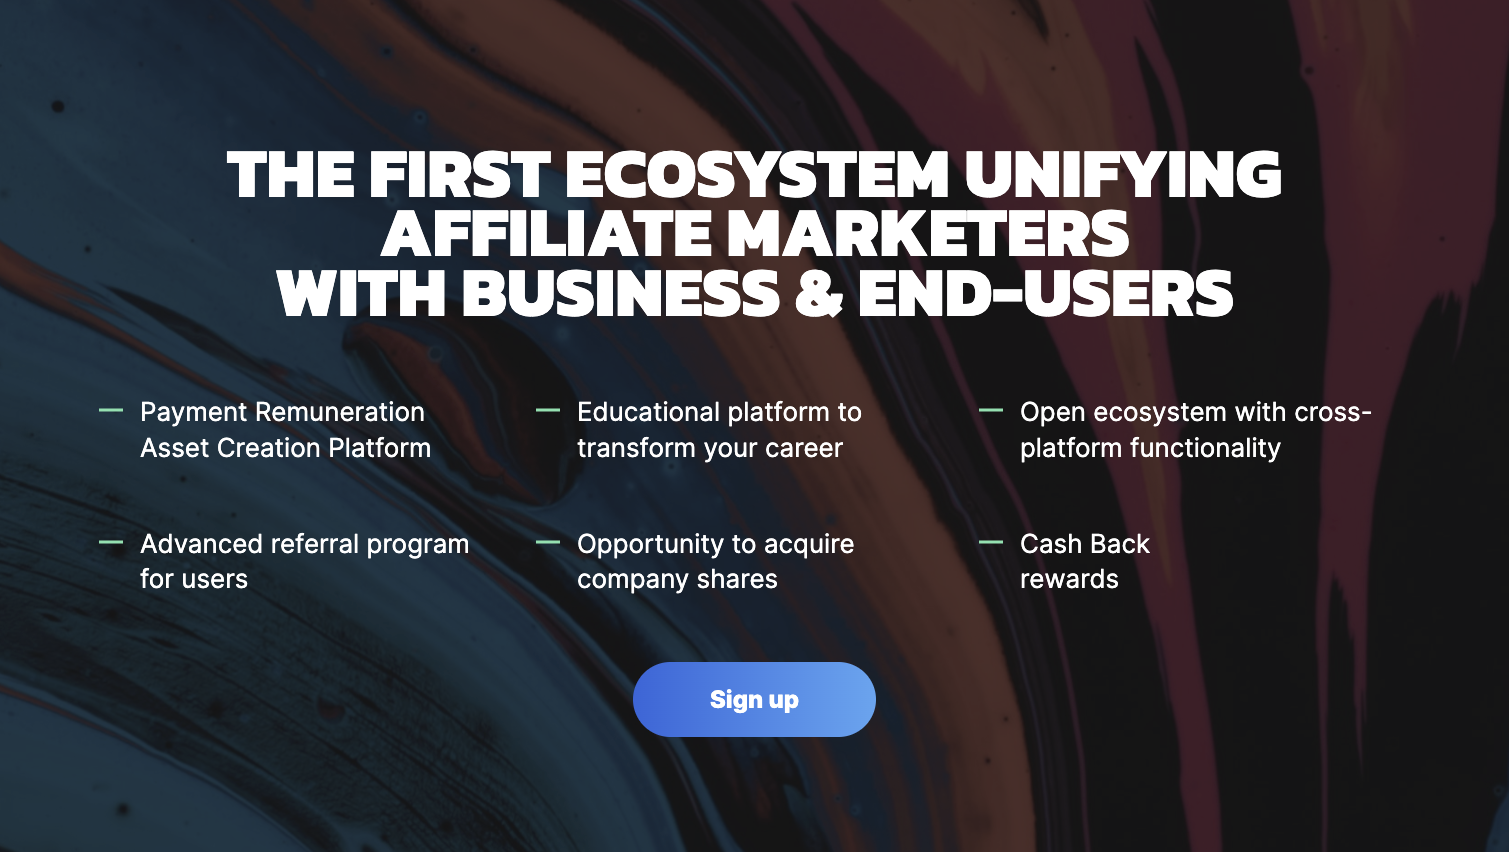 THE FIRST ECOSYSTEM UNIFYING
AFFILIATE MARKETERS
WITH BUSINESS & END-USERS
Payment Remuneration
Asset Creation Platform
Educational platform to
transform your career
Open ecosystem with cross-
platform functionality
Advanced referral program
for users
Opportunity to acquire
company shares
Cash Back
rewards
Sign up